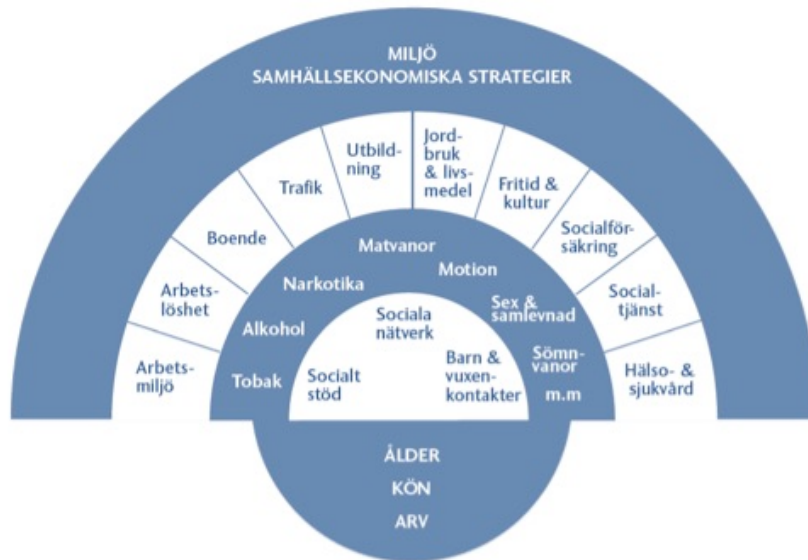 MILJÖ
SAMHÄLLSEKONOMISKA STRATEGIER
Arbets-
miljö
Arbets-
löshet
Boende
Trafik
Utbild-
ning
Jord-
bruk
& livs-
medel
Fritid &
kultur
Socialför-
säkring
Social-
tjänst
Hälso- &
sjukvård
Tobak
Alkohol
Narkotika
Matvanor
Motion
Sex &
samlevnad
Sömn-
vanor
m.m
Socialt
stöd
Sociala
nätverk
Barn &
vuxen-
kontakter
ÅLDER
KÖN
ARV